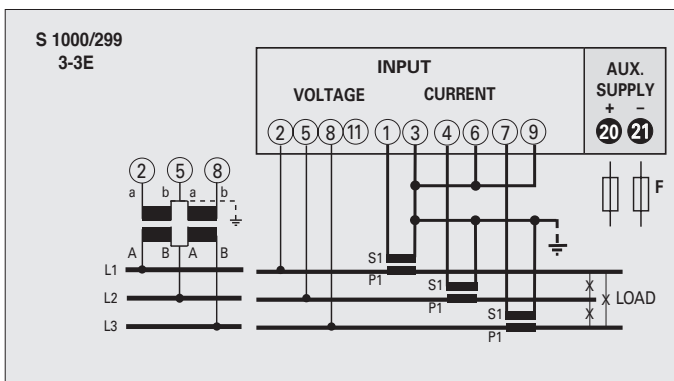 S 1000/299
3-3E
INPUT
VOLTAGE CURRENT
2 5 8 11 1 3 4 6 7 9
AUX.
SUPPLY
+ –
20 21
F
2 5 8
a b a b
A B A B
L1
L2
L3
S1
P1
S1
P1
S1
P1
X
X X LOAD
X